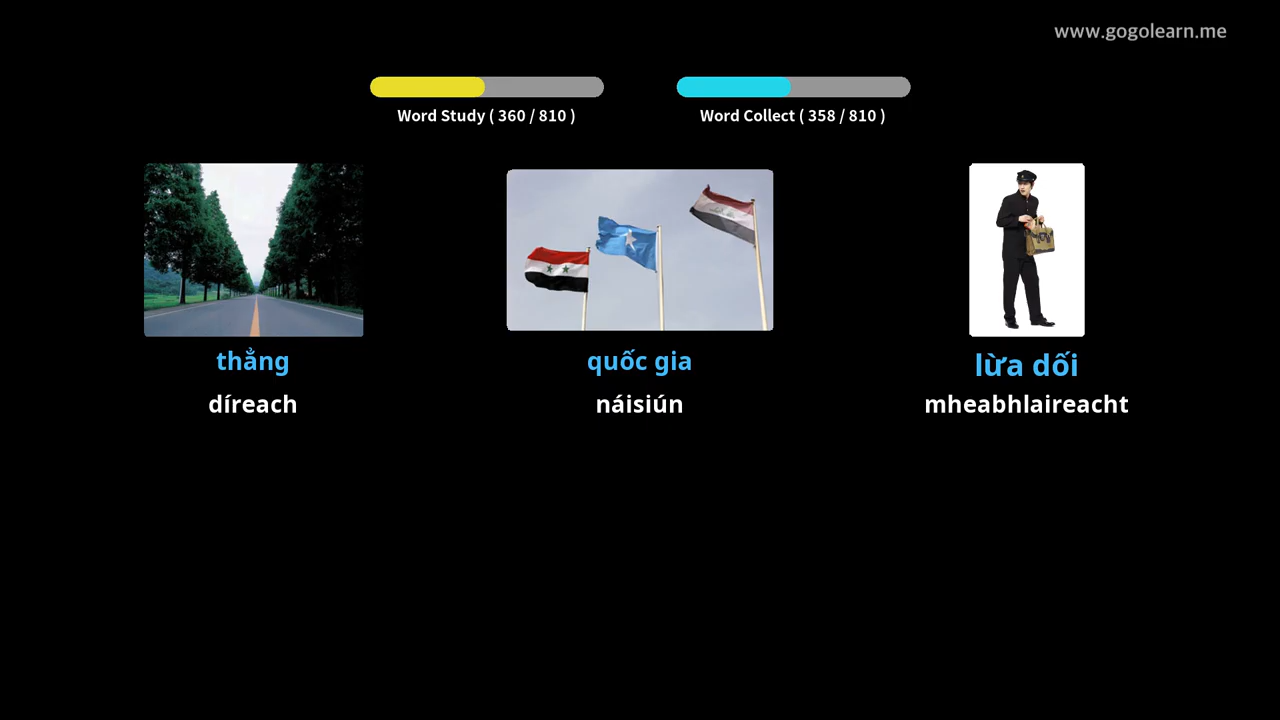 www.gogolearn.me
Word Study ( 360 / 810 )
Word Collect ( 358 / 810 )
thẳng
quốc gia
lừa dối
díreach
náisiún
mheabhlaireacht